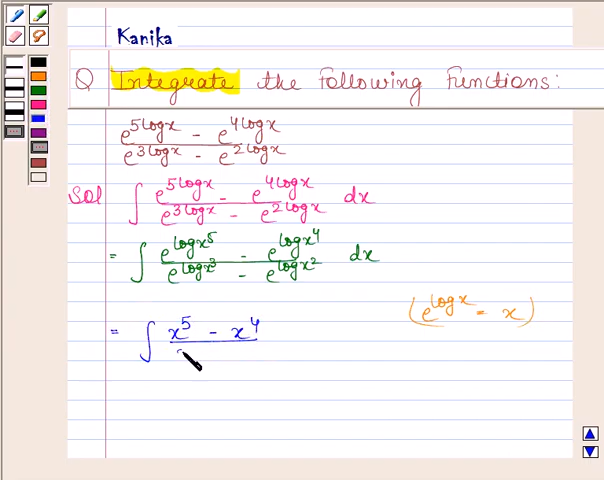 Kanika
Q Integrate the Following Functions:
e^{5logx} - e^{4logx} / e^{3logx} - e^{2logx}
Sol ∫ e^{5logx} - e^{4logx} / e^{3logx} - e^{2logx} dx
= ∫ e^{logx^5} - e^{logx^4} / e^{logx^3} - e^{logx^2} dx
(e^{logx} = x)
= ∫ x^5 - x^4